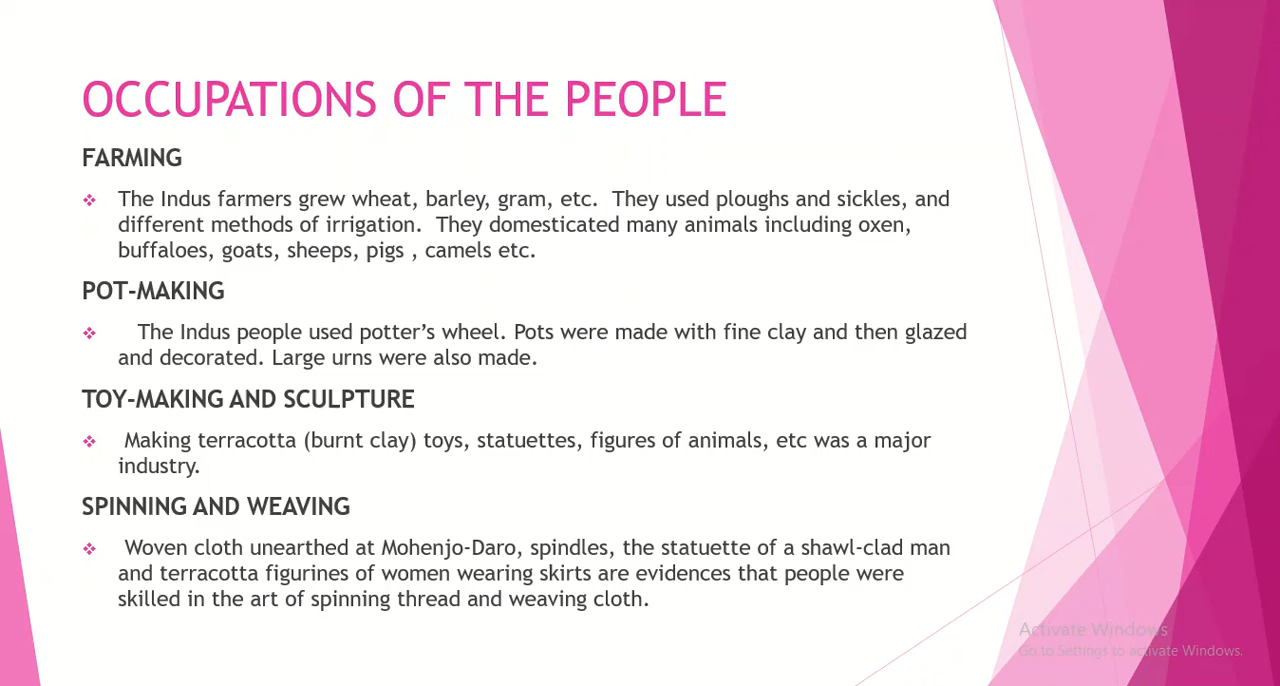 OCCUPATIONS OF THE PEOPLE
FARMING
❖ The Indus farmers grew wheat, barley, gram, etc.  They used ploughs and sickles, and
different methods of irrigation.  They domesticated many animals including oxen,
buffaloes, goats, sheeps, pigs , camels etc.
POT-MAKING
❖ The Indus people used potter’s wheel. Pots were made with fine clay and then glazed
and decorated. Large urns were also made.
TOY-MAKING AND SCULPTURE
❖ Making terracotta (burnt clay) toys, statuettes, figures of animals, etc was a major
industry.
SPINNING AND WEAVING
❖ Woven cloth unearthed at Mohenjo-Daro, spindles, the statuette of a shawl-clad man
and terracotta figurines of women wearing skirts are evidences that people were
skilled in the art of spinning thread and weaving cloth.
Activate Windows
Go to Settings to activate Windows.